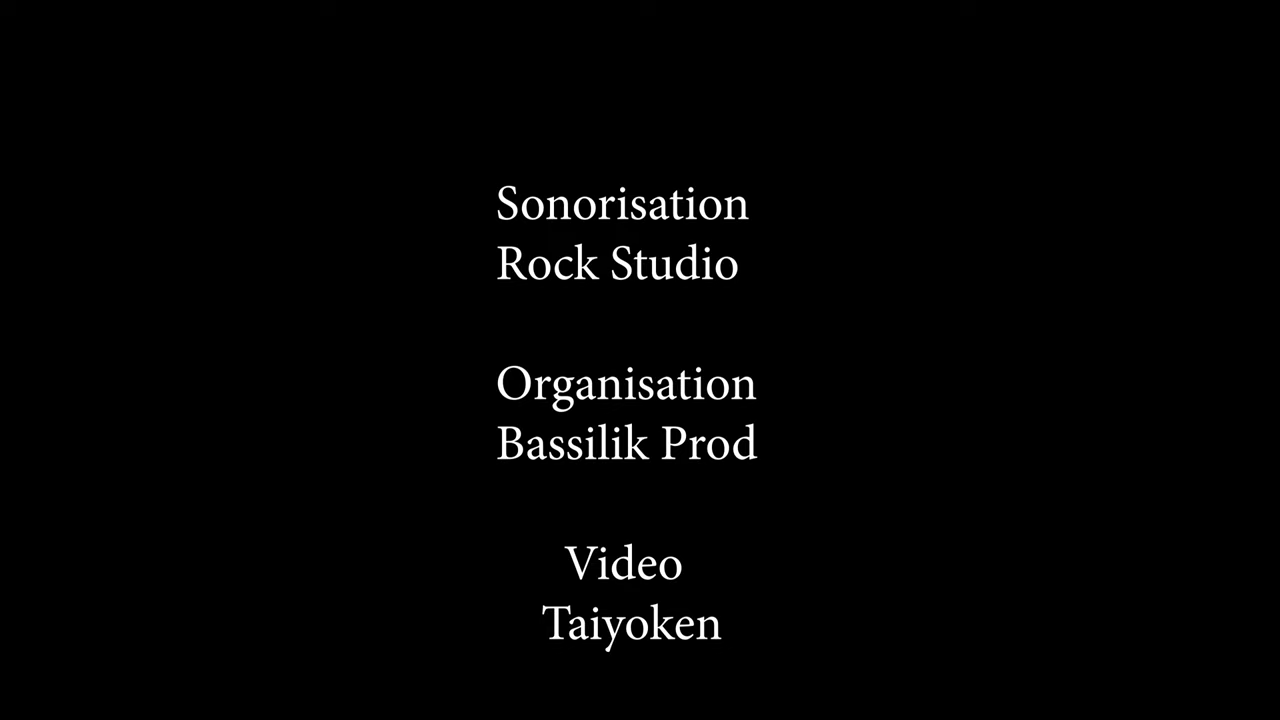 Sonorisation
Rock Studio
Organisation
Bassilik Prod
Video
Taiyoken